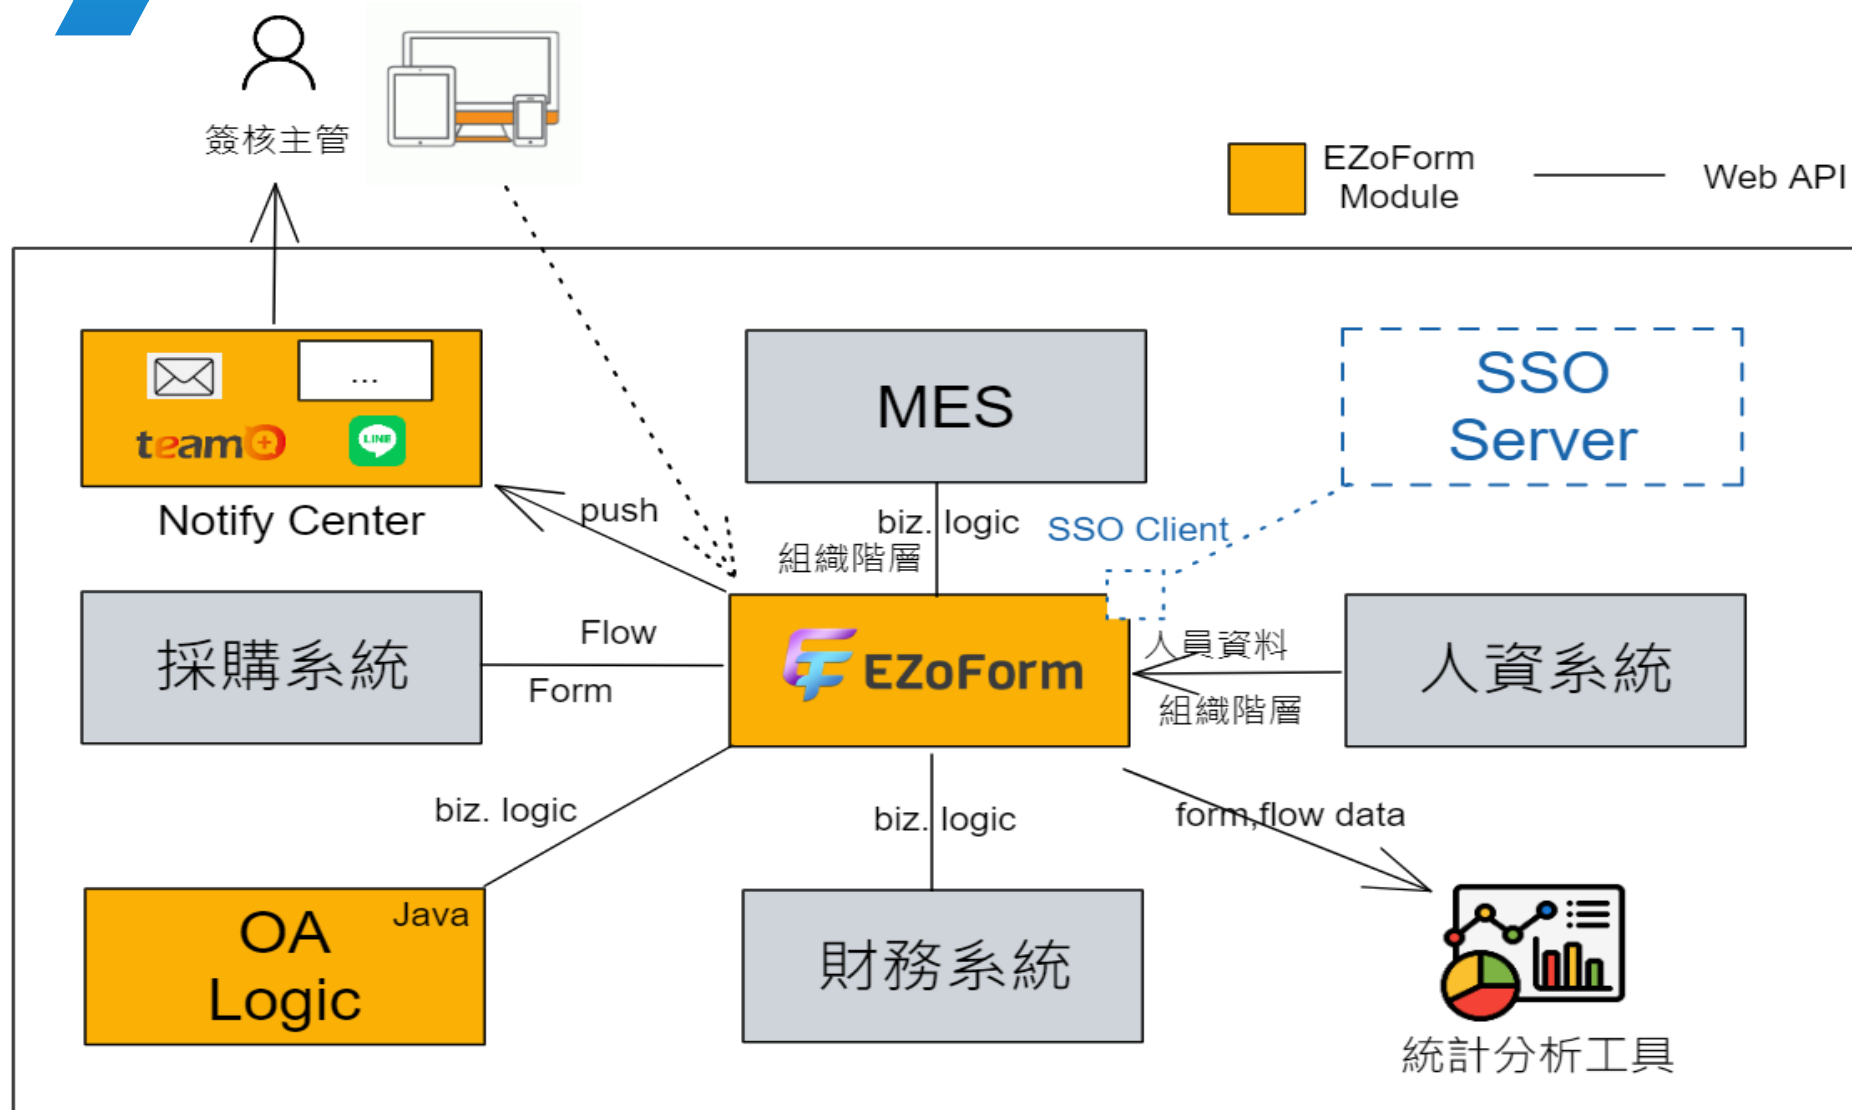 簽核主管
EZoForm
Module
Web API
...
team+
LINE
Notify Center
MES
SSO
Server
push
biz. logic
組織階層
SSO Client
採購系統
Flow
Form
EZoForm
人員資料
組織階層
人資系統
biz. logic
biz. logic
form,flow data
OA
Logic
Java
財務系統
統計分析工具